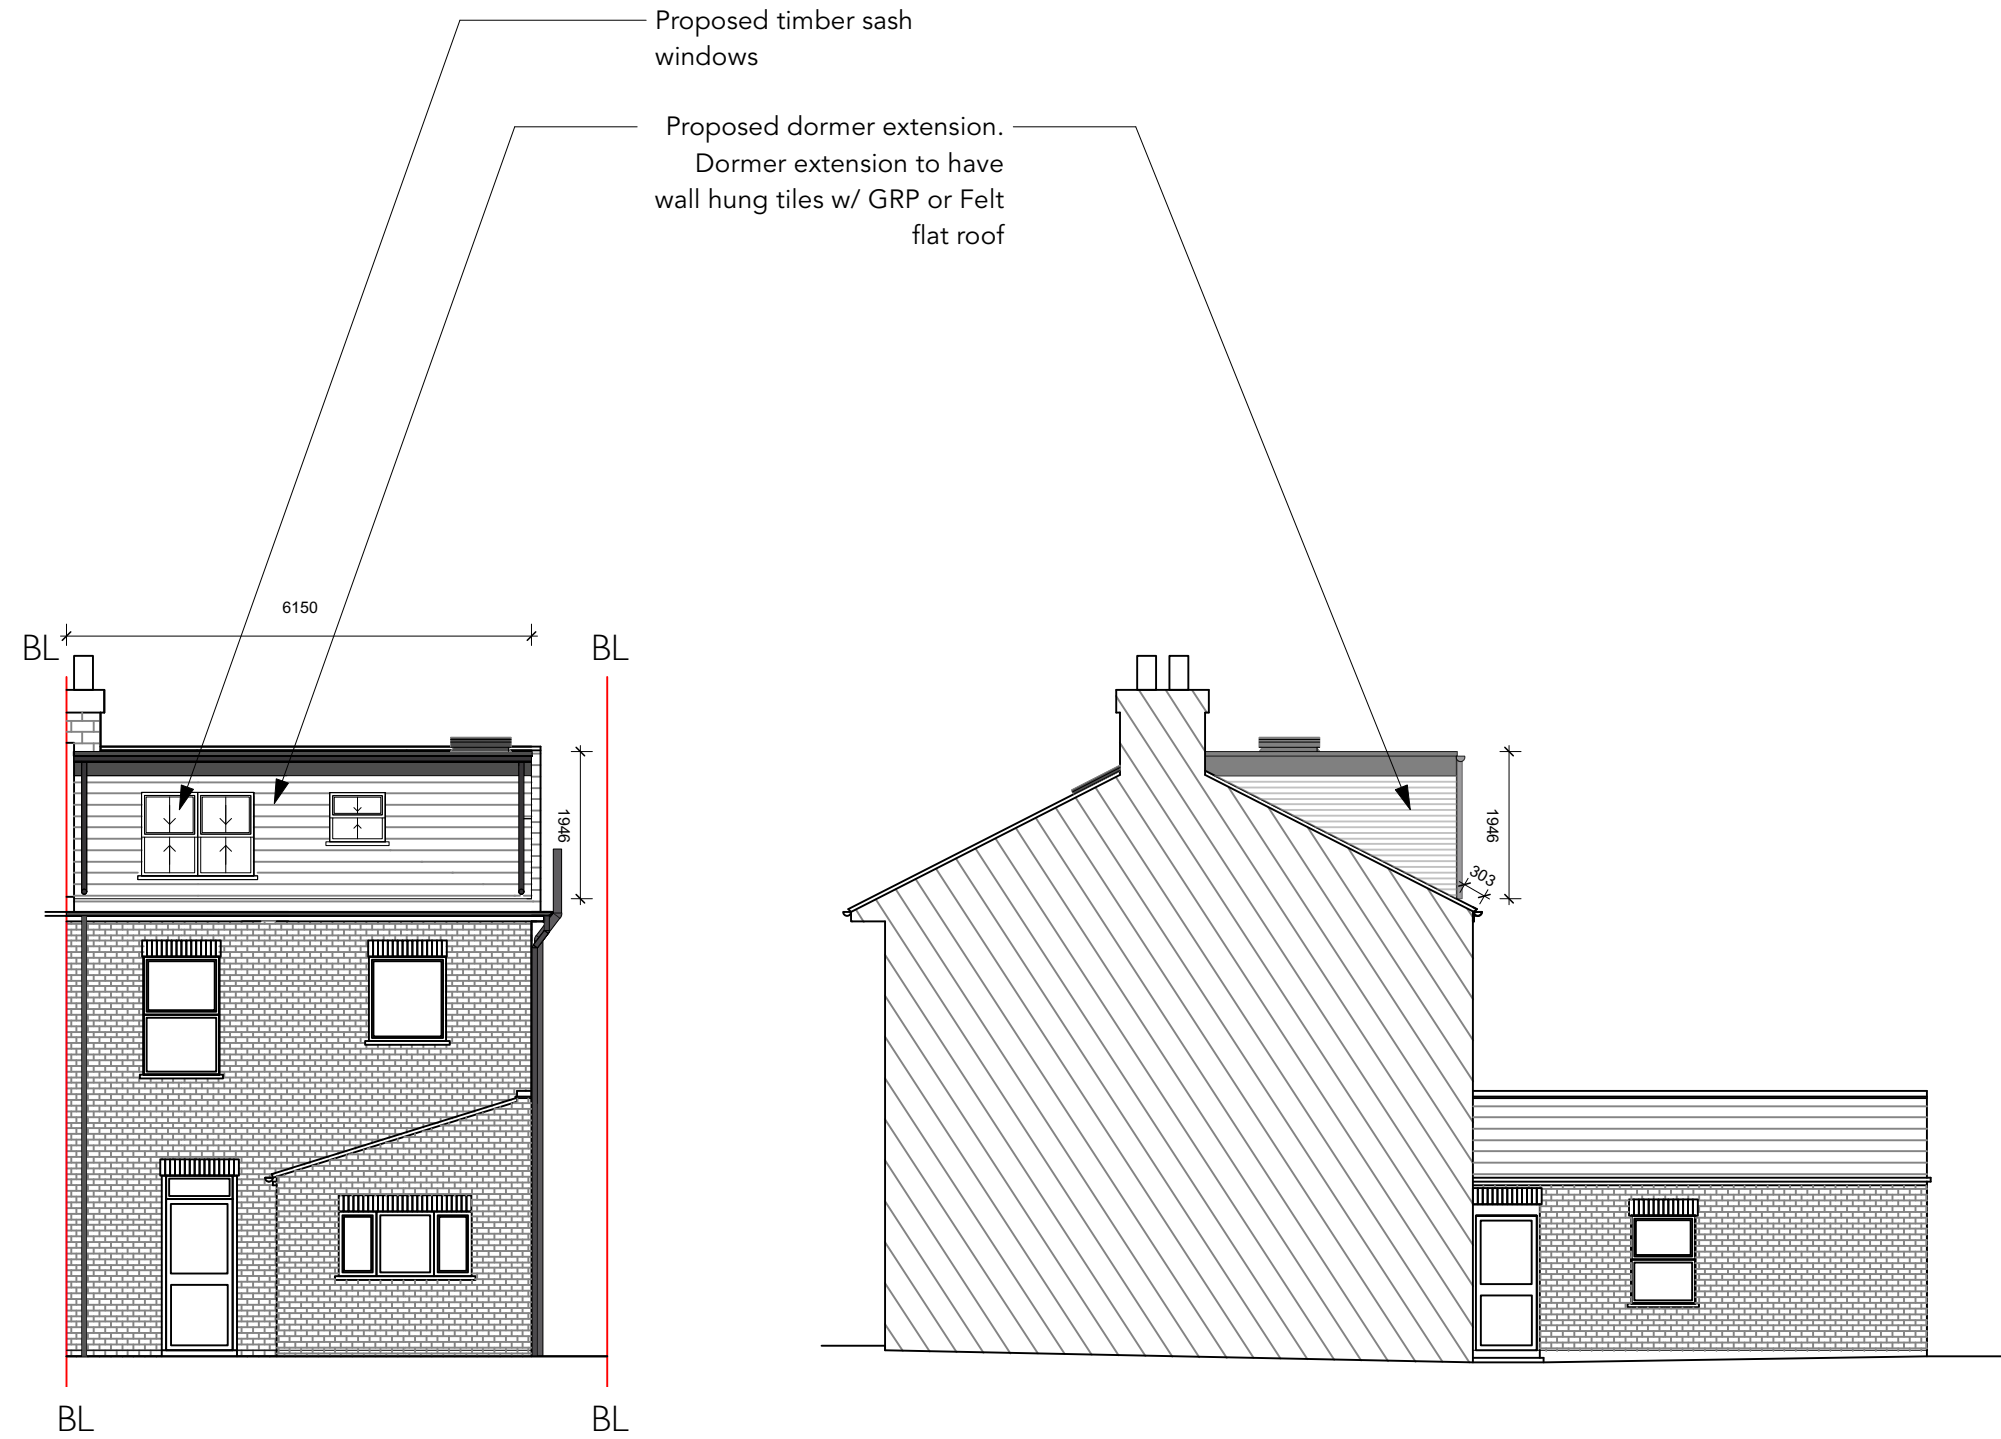 Proposed timber sash
windows
Proposed dormer extension.
Dormer extension to have
wall hung tiles w/ GRP or Felt
flat roof
6150
BL
BL
1946
1946
303
BL
BL